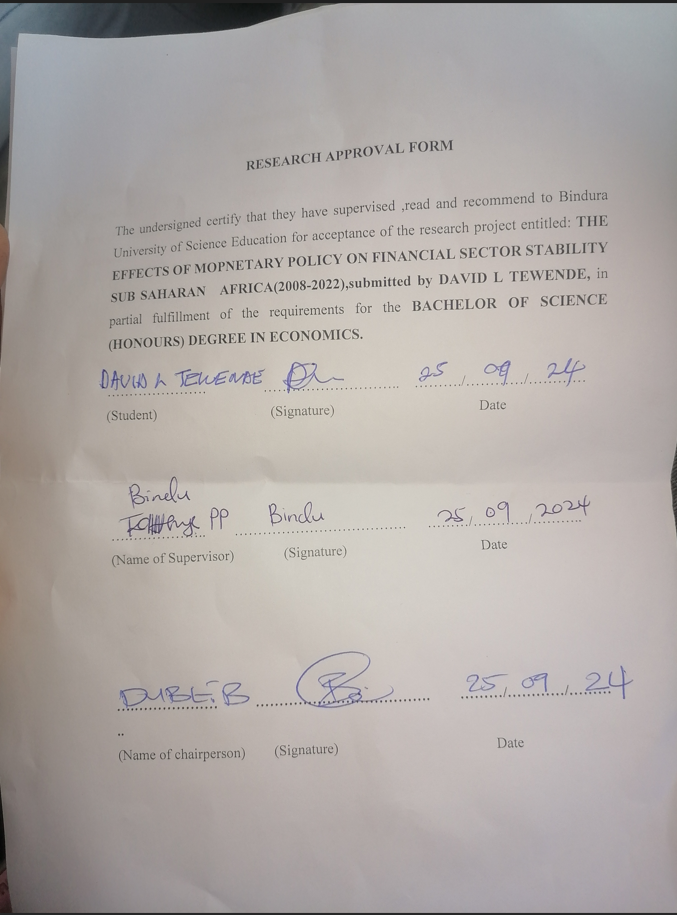 RESEARCH APPROVAL FORM
The undersigned certify that they have supervised ,read and recommend to Bindura
University of Science Education for acceptance of the research project entitled: THE
EFFECTS OF MOPNETARY POLICY ON FINANCIAL SECTOR STABILITY
SUB SAHARAN AFRICA(2008-2022),submitted by DAVID L TEWENDE, in
partial fulfillment of the requirements for the BACHELOR OF SCIENCE
(HONOURS) DEGREE IN ECONOMICS.
DAVID L TEWENDE 25 / 09 / 24
(Student) (Signature) Date
Bindu
PP Bindu 25, 09 ,2024
(Name of Supervisor) (Signature) Date
DUBE.B 25/09/24
..
(Name of chairperson) (Signature) Date